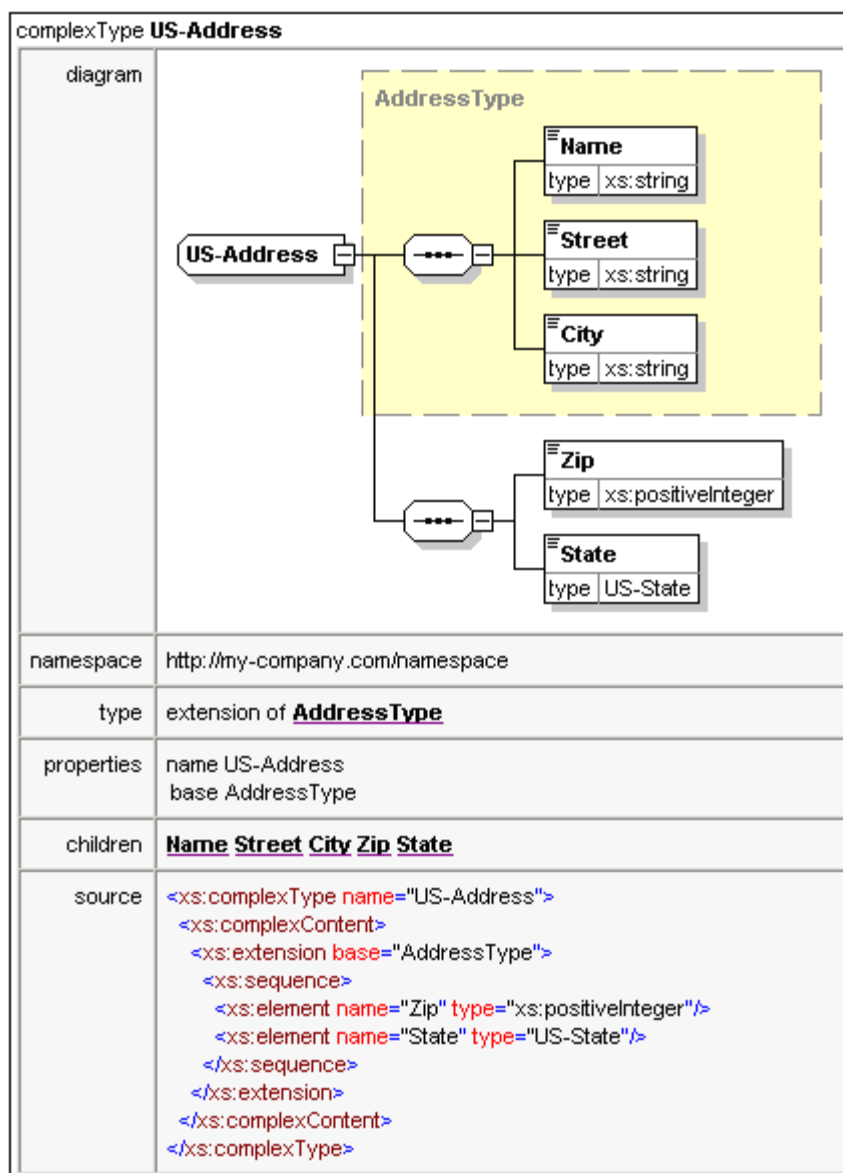 complexType US-Address
diagram
AddressType
Name
type xs:string
US-Address
Street
type xs:string
City
type xs:string
Zip
type xs:positiveInteger
State
type US-State
namespace http://my-company.com/namespace
type extension of AddressType
properties name US-Address
base AddressType
children Name Street City Zip State
source <xs:complexType name="US-Address">
<xs:complexContent>
<xs:extension base="AddressType">
<xs:sequence>
<xs:element name="Zip" type="xs:positiveInteger"/>
<xs:element name="State" type="US-State"/>
</xs:sequence>
</xs:extension>
</xs:complexContent>
</xs:complexType>